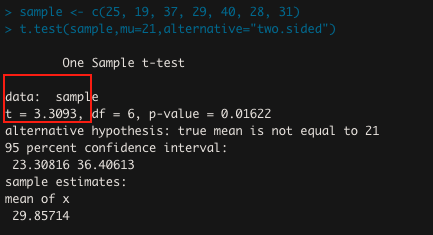 > sample <- c(25, 19, 37, 29, 40, 28, 31)
> t.test(sample,mu=21,alternative="two.sided")
One Sample t-test
data:  sample
t = 3.3093, df = 6, p-value = 0.01622
alternative hypothesis: true mean is not equal to 21
95 percent confidence interval:
23.30816 36.40613
sample estimates:
mean of x
29.85714